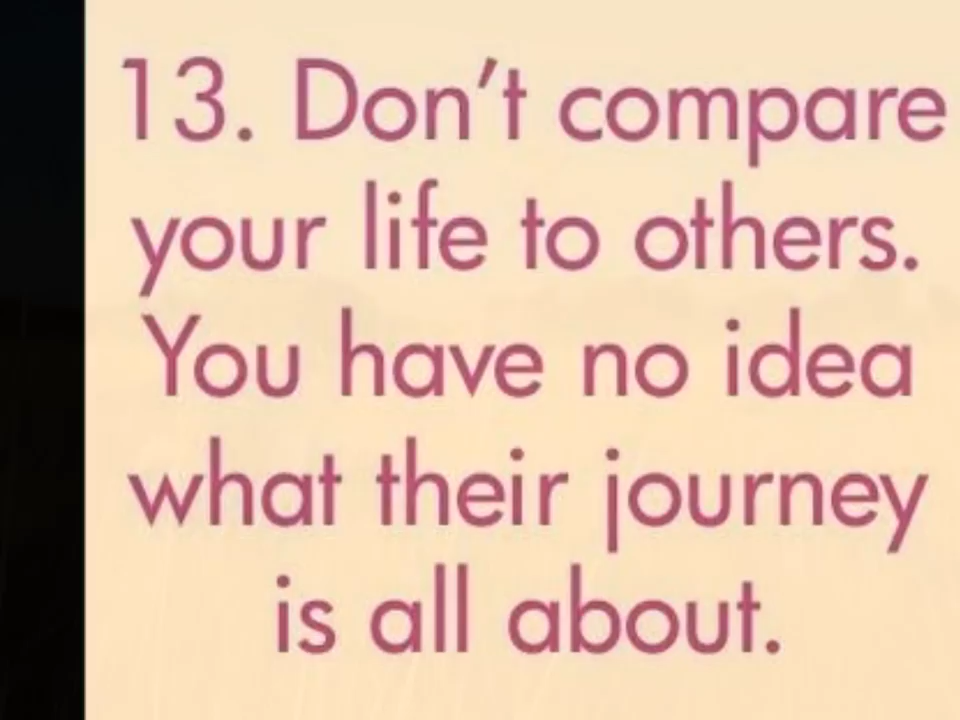 13. Don’t compare
your life to others.
You have no idea
what their journey
is all about.